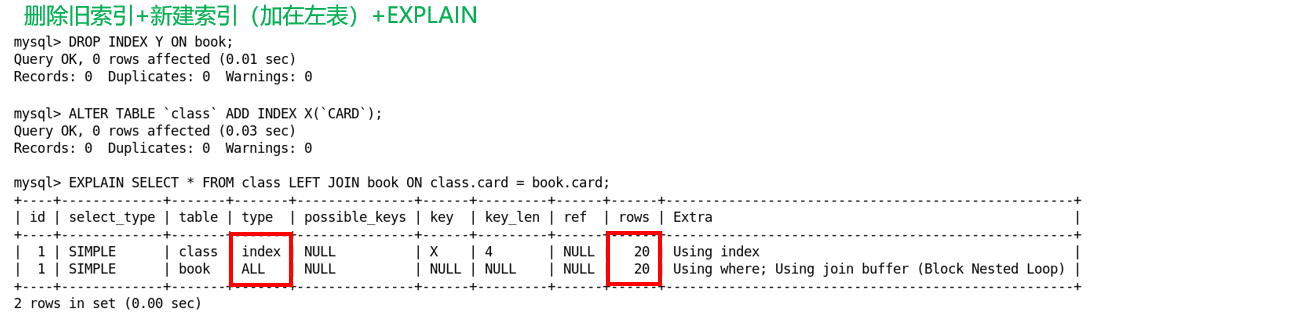 删除旧索引+新建索引（加在左表）+EXPLAIN
mysql> DROP INDEX Y ON book;
Query OK, 0 rows affected (0.01 sec)
Records: 0  Duplicates: 0  Warnings: 0
mysql> ALTER TABLE `class` ADD INDEX X(`CARD`);
Query OK, 0 rows affected (0.03 sec)
Records: 0  Duplicates: 0  Warnings: 0
mysql> EXPLAIN SELECT * FROM class LEFT JOIN book ON class.card = book.card;
+----+-------------+-------+-------+---------------+------+---------+------+------+----------------------------------------------------+
| id | select_type | table | type  | possible_keys | key  | key_len | ref  | rows | Extra                                              |
+----+-------------+-------+-------+---------------+------+---------+------+------+----------------------------------------------------+
|  1 | SIMPLE      | class | index | NULL          | X    | 4       | NULL |   20 | Using index                                        |
|  1 | SIMPLE      | book  | ALL   | NULL          | NULL | NULL    | NULL |   20 | Using where; Using join buffer (Block Nested Loop) |
+----+-------------+-------+-------+---------------+------+---------+------+------+----------------------------------------------------+
2 rows in set (0.00 sec)